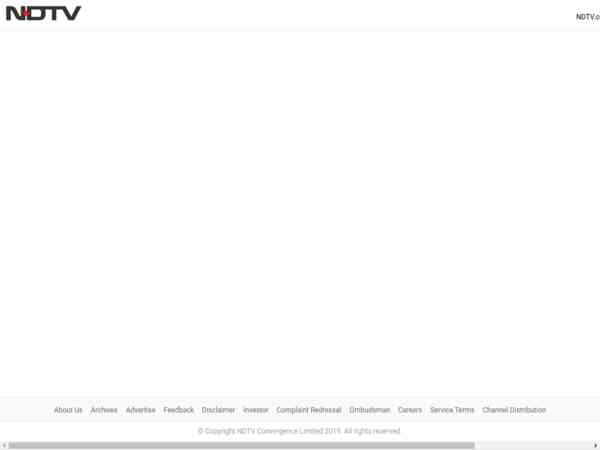 NDTV
NDTV.c
About Us Archives Advertise Feedback Disclaimer Investor Complaint Redressal Ombudsman Careers Service Terms Channel Distribution
© Copyright NDTV Convergence Limited 2019. All rights reserved.